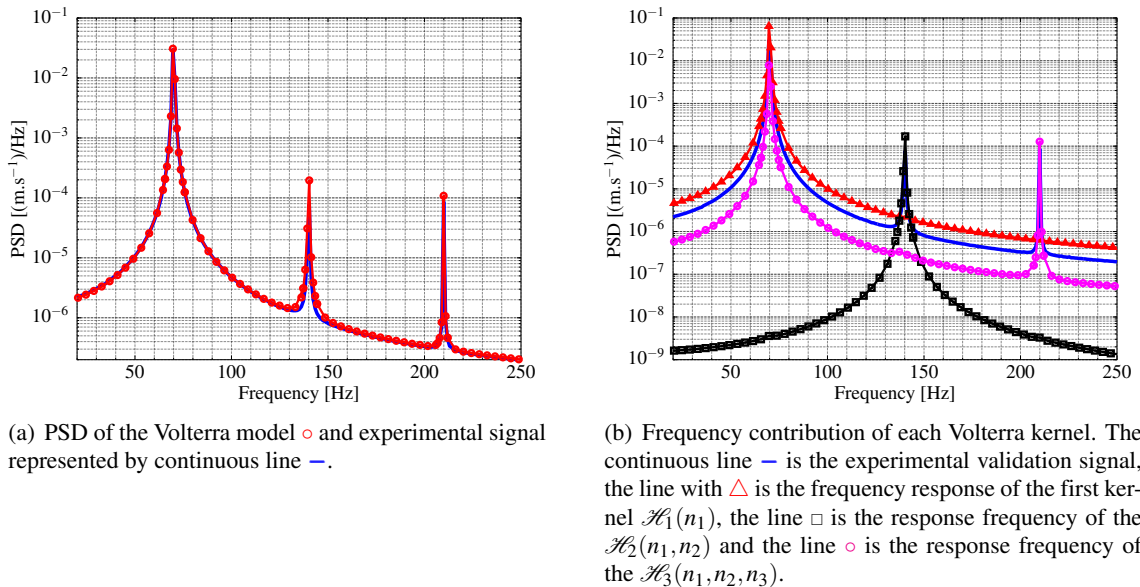 10⁻¹
10⁻²
10⁻³
10⁻⁴
10⁻⁵
10⁻⁶
PSD [(m.s⁻¹)/Hz]
50 100 150 200 250
Frequency [Hz]
(a) PSD of the Volterra model ○ and experimental signal
represented by continuous line −.
10⁻¹
10⁻²
10⁻³
10⁻⁴
10⁻⁵
10⁻⁶
10⁻⁷
10⁻⁸
10⁻⁹
PSD [(m.s⁻¹)/Hz]
50 100 150 200 250
Frequency [Hz]
(b) Frequency contribution of each Volterra kernel. The
continuous line − is the experimental validation signal,
the line with △ is the frequency response of the first ker-
nel ℋ₁(n₁), the line □ is the response frequency of the
ℋ₂(n₁,n₂) and the line ○ is the response frequency of
the ℋ₃(n₁,n₂,n₃).